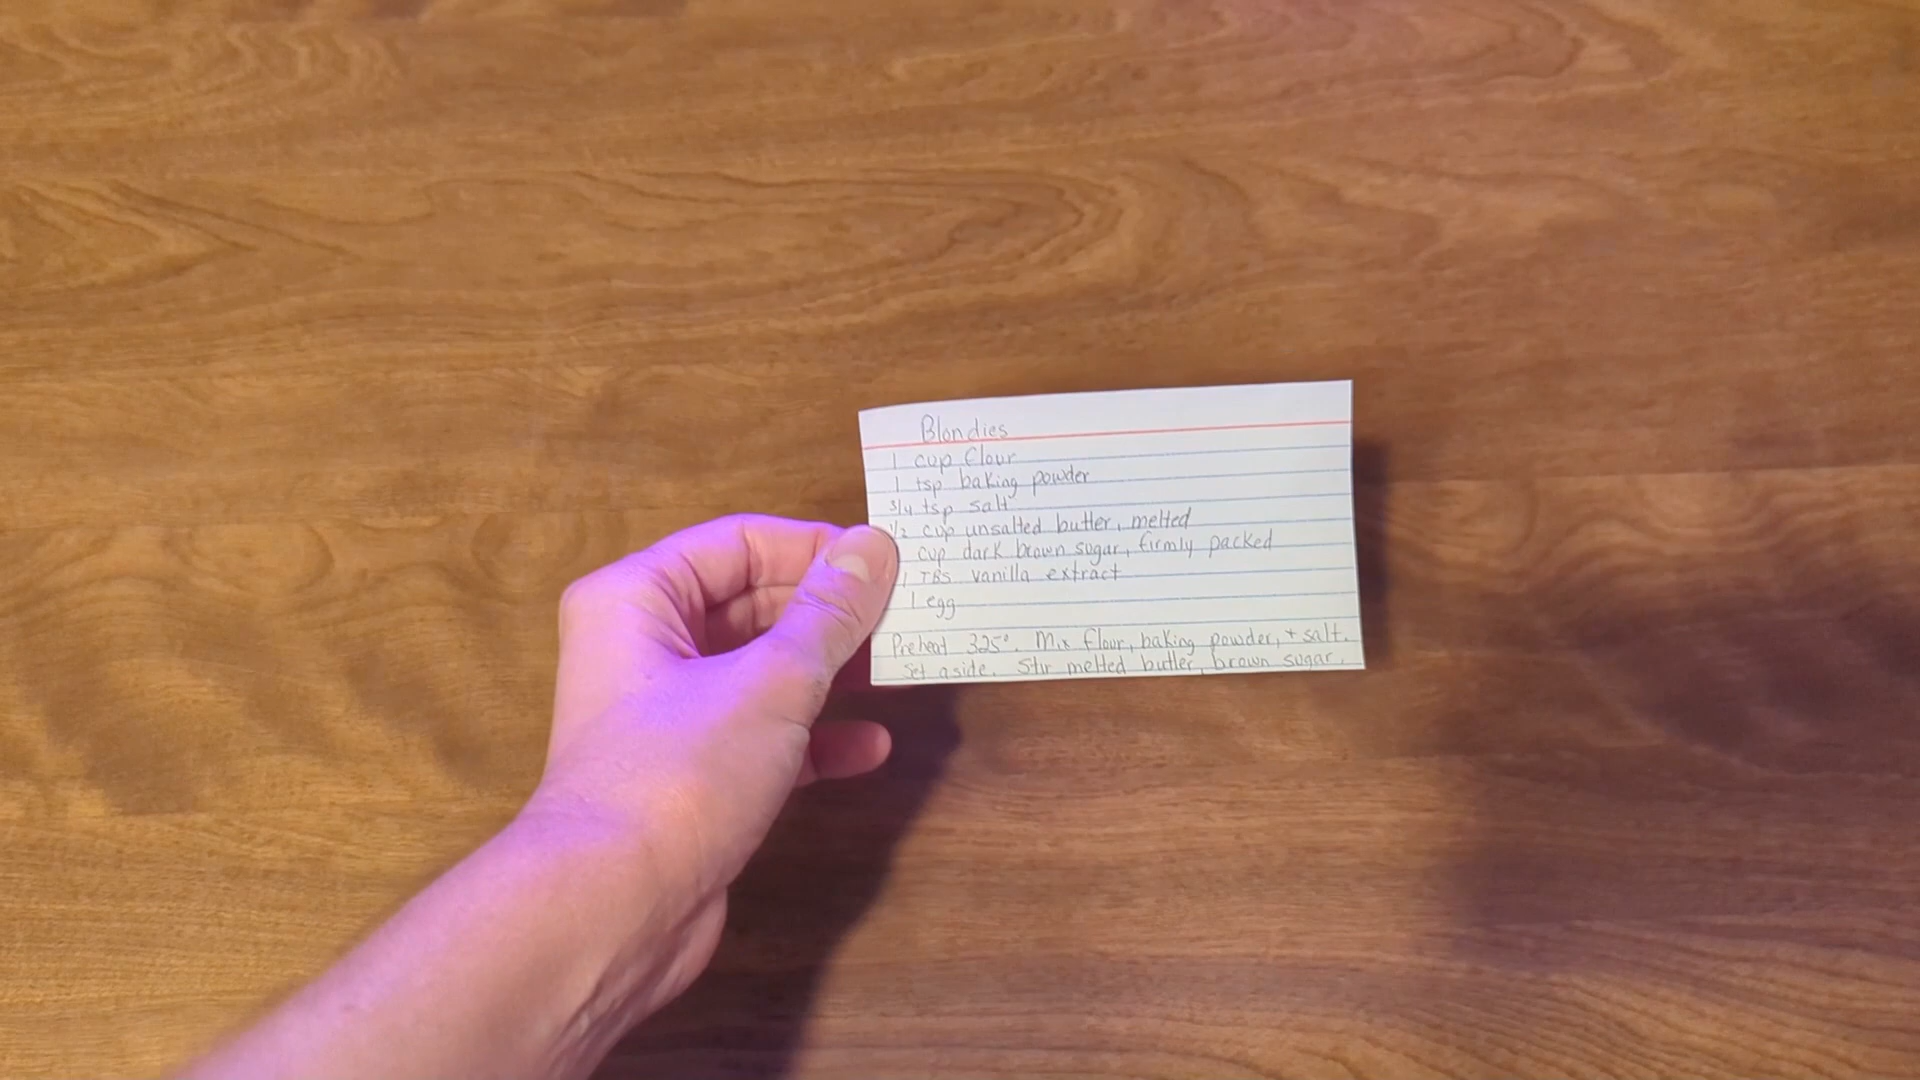 Blondies
1 cup flour
1 tsp baking powder
3/4 tsp salt
1/2 cup unsalted butter, melted
cup dark brown sugar, firmly packed
1 TBS vanilla extract
1 egg
Preheat 325°. Mix flour, baking powder, + salt.
Set aside. Stir melted butter, brown sugar,